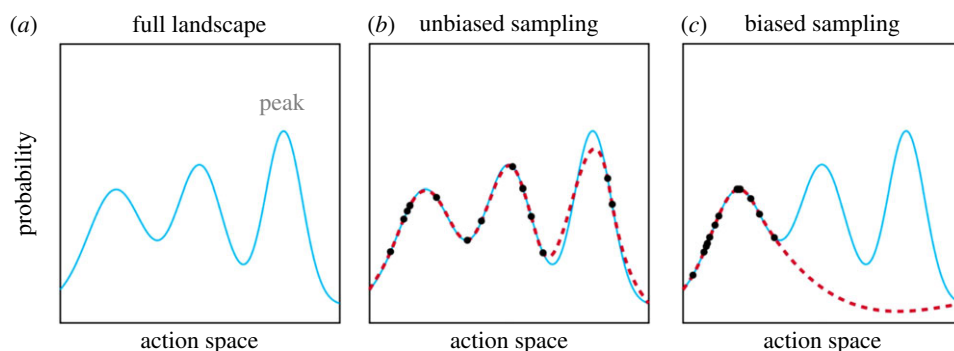 (a) full landscape
(b) unbiased sampling
(c) biased sampling
peak
probability
action space
action space
action space